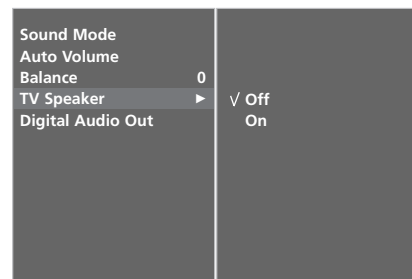 Sound Mode
Auto Volume
Balance 0
TV Speaker ►
Digital Audio Out
√ Off
On